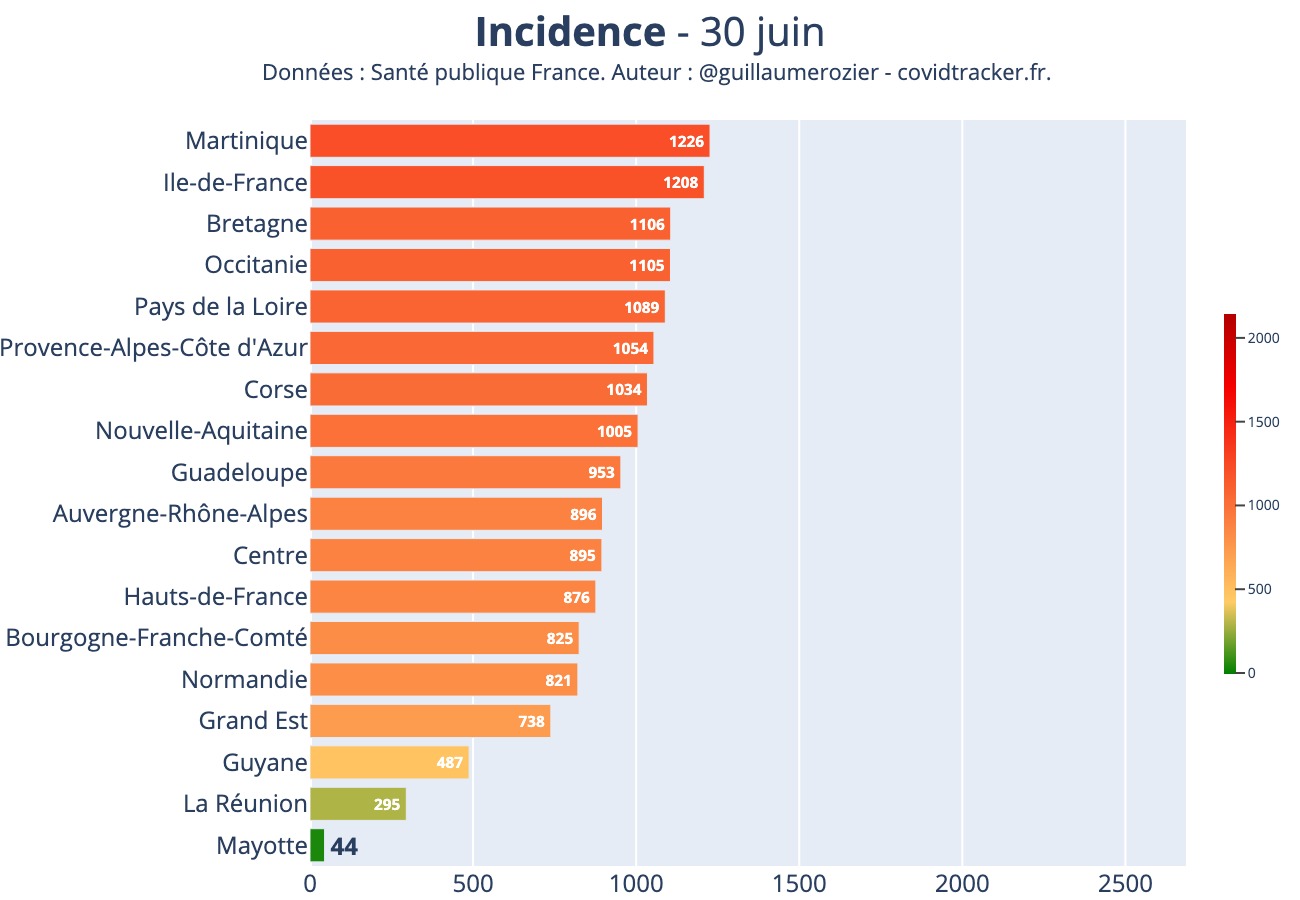 Incidence - 30 juin
Données : Santé publique France. Auteur : @guillaumerozier - covidtracker.fr.
Martinique 1226
Ile-de-France 1208
Bretagne 1106
Occitanie 1105
Pays de la Loire 1089
Provence-Alpes-Côte d'Azur 1054
Corse 1034
Nouvelle-Aquitaine 1005
Guadeloupe 953
Auvergne-Rhône-Alpes 896
Centre 895
Hauts-de-France 876
Bourgogne-Franche-Comté 825
Normandie 821
Grand Est 738
Guyane 487
La Réunion 295
Mayotte 44
0 500 1000 1500 2000 2500
2000
1500
1000
500
0